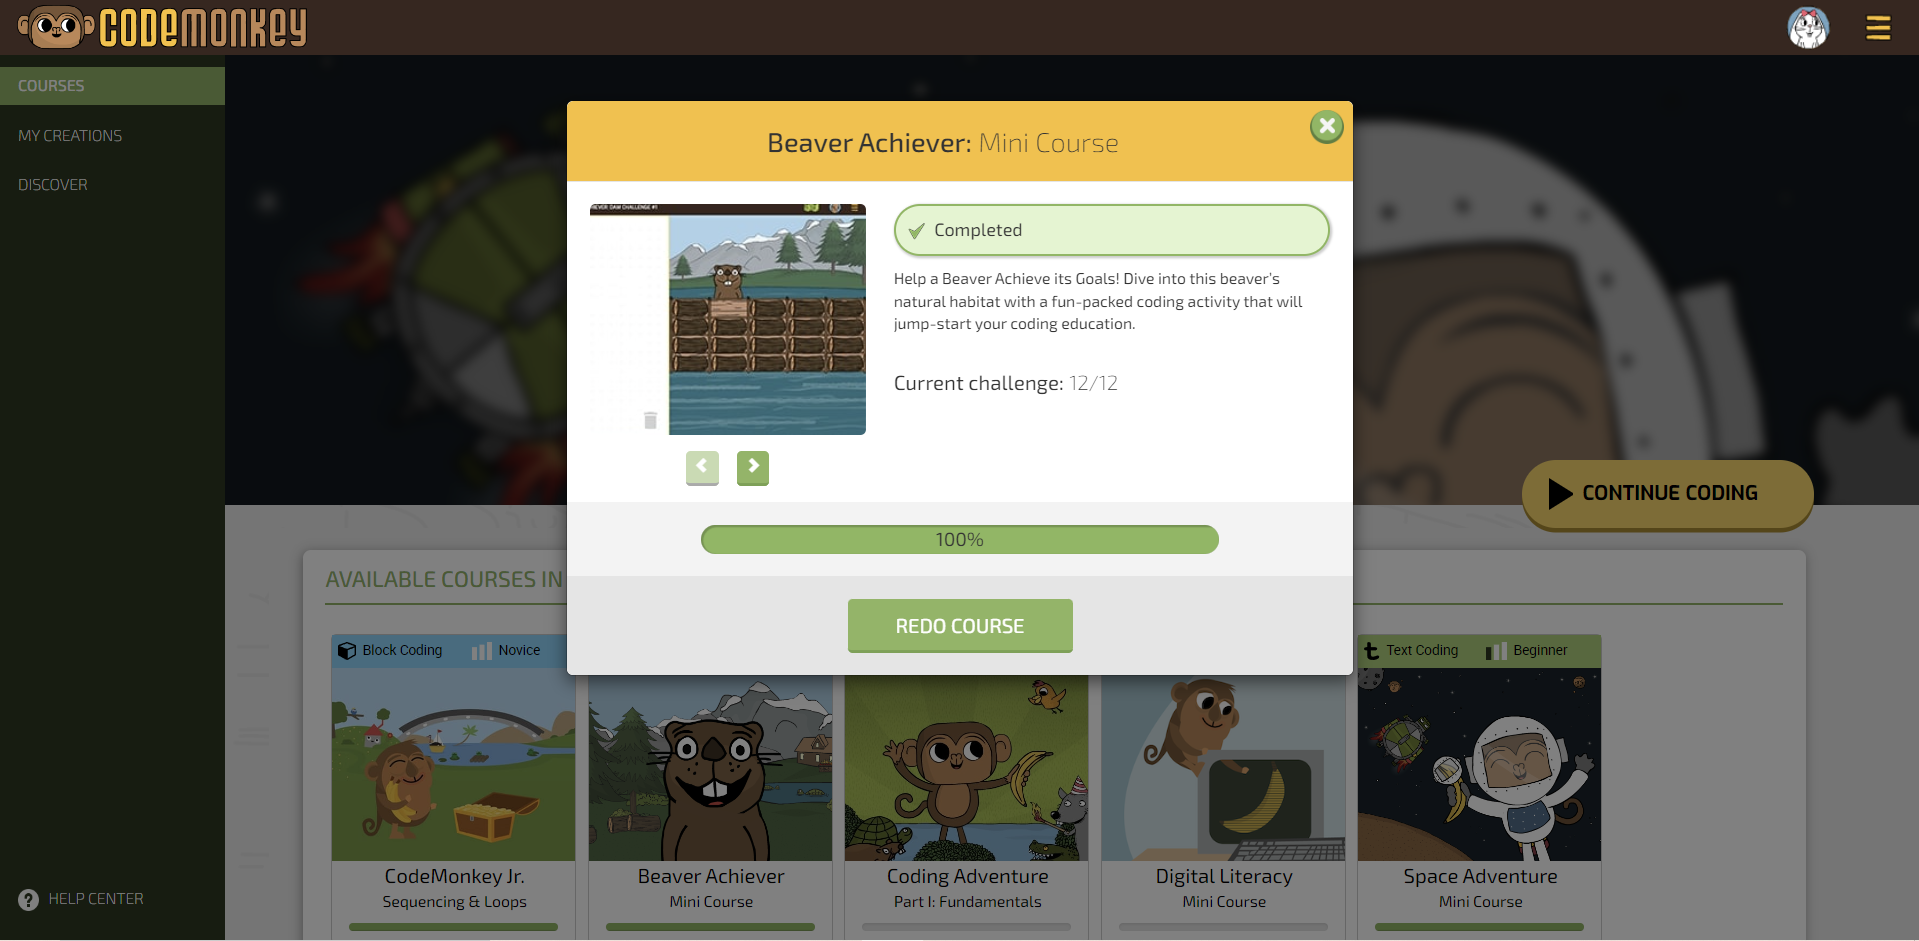 CODEMONKEY
COURSES
MY CREATIONS
DISCOVER
HELP CENTER
Beaver Achiever: Mini Course
Completed
Help a Beaver Achieve its Goals! Dive into this beaver's
natural habitat with a fun-packed coding activity that will
jump-start your coding education.
Current challenge: 12/12
100%
REDO COURSE
CONTINUE CODING
AVAILABLE COURSES IN
Block Coding Novice
Text Coding Beginner
CodeMonkey Jr.
Sequencing & Loops
Beaver Achiever
Mini Course
Coding Adventure
Part I: Fundamentals
Digital Literacy
Mini Course
Space Adventure
Mini Course